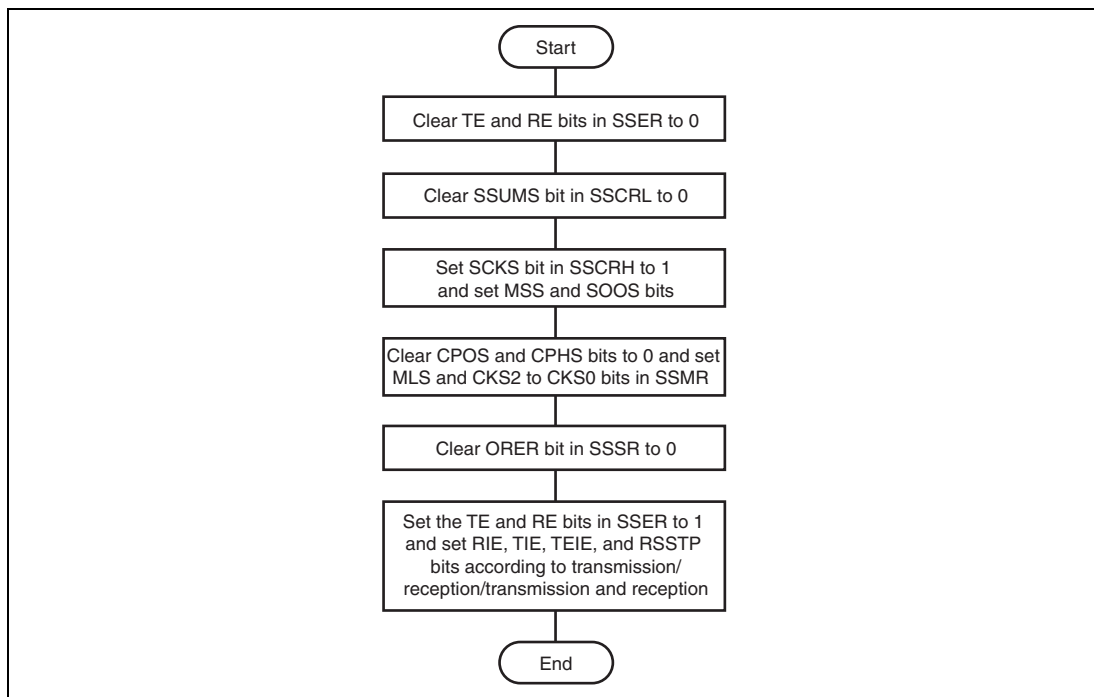 Start
Clear TE and RE bits in SSER to 0
Clear SSUMS bit in SSCRL to 0
Set SCKS bit in SSCRH to 1
and set MSS and SOOS bits
Clear CPOS and CPHS bits to 0 and set
MLS and CKS2 to CKS0 bits in SSMR
Clear ORER bit in SSSR to 0
Set the TE and RE bits in SSER to 1
and set RIE, TIE, TEIE, and RSSTP
bits according to transmission/
reception/transmission and reception
End